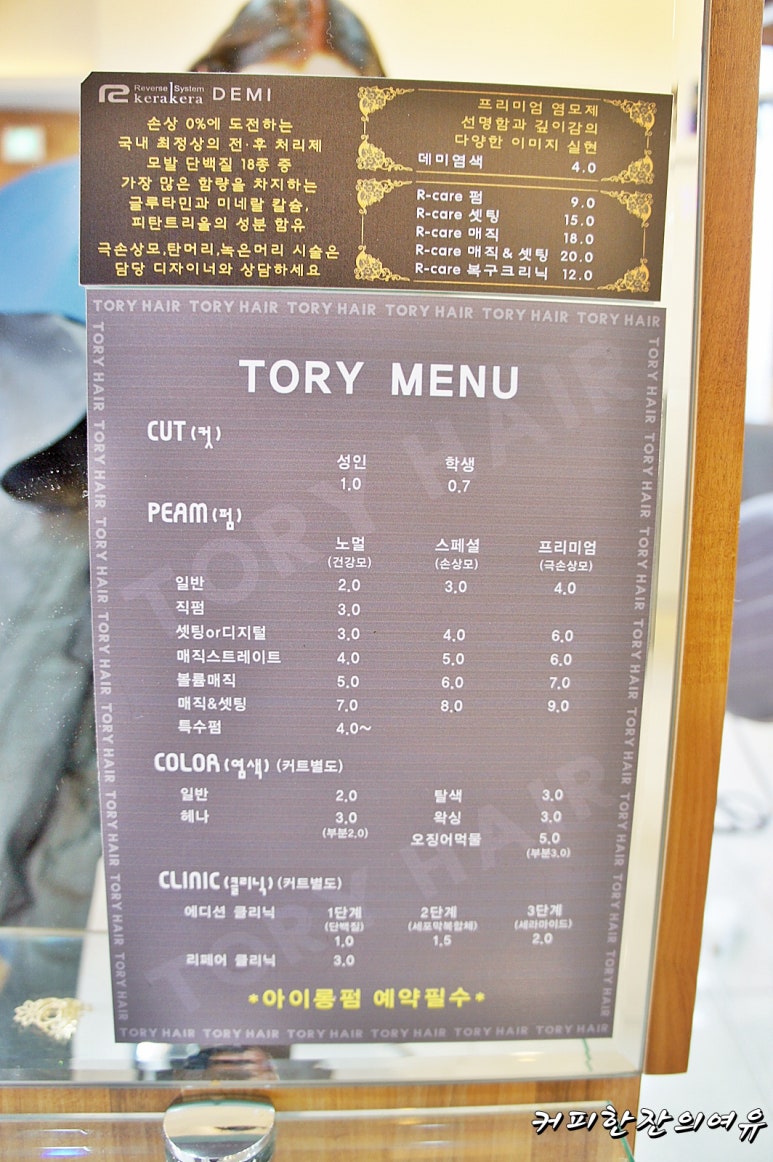 Reverse System
kerakera DEMI
손상 0%에 도전하는
국내 최정상의 전·후 처리제
모발 단백질 18종 중
가장 많은 함량을 차지하는
글루타민과 미네랄 칼슘,
피탄트리올의 성분 함유
극손상모,탄머리,녹은머리 시술은
담당 디자이너와 상담하세요
프리미엄 염모제
선명함과 깊이감의
다양한 이미지 실현
데미염색 4.0
R-care 펌 9.0
R-care 셋팅 15.0
R-care 매직 18.0
R-care 매직&셋팅 20.0
R-care 복구크리닉 12.0
TORY HAIR TORY HAIR TORY HAIR TORY HAIR TORY HAIR TORY HAIR
TORY MENU
CUT (컷)
성인 학생
1.0 0.7
PEAM (펌)
노멀 스페셜 프리미엄
(건강모) (손상모) (극손상모)
일반 2.0 3.0 4.0
직펌 3.0
셋팅or디지털 3.0 4.0 6.0
매직스트레이트 4.0 5.0 6.0
볼륨매직 5.0 6.0 7.0
매직&셋팅 7.0 8.0 9.0
특수펌 4.0~
COLOR (염색) (커트별도)
일반 2.0 탈색 3.0
헤나 3.0 왁싱 3.0
(부분2.0) 오징어먹물 5.0
(부분3.0)
CLINIC (클리닉) (커트별도)
에디션 클리닉 1단계 2단계 3단계
(단백질) (세포막복합체) (세라마이드)
1.0 1.5 2.0
리페어 클리닉 3.0
*아이롱펌 예약필수*
TORY HAIR TORY HAIR TORY HAIR TORY HAIR TORY HAIR TORY HAIR
커피한잔의여유